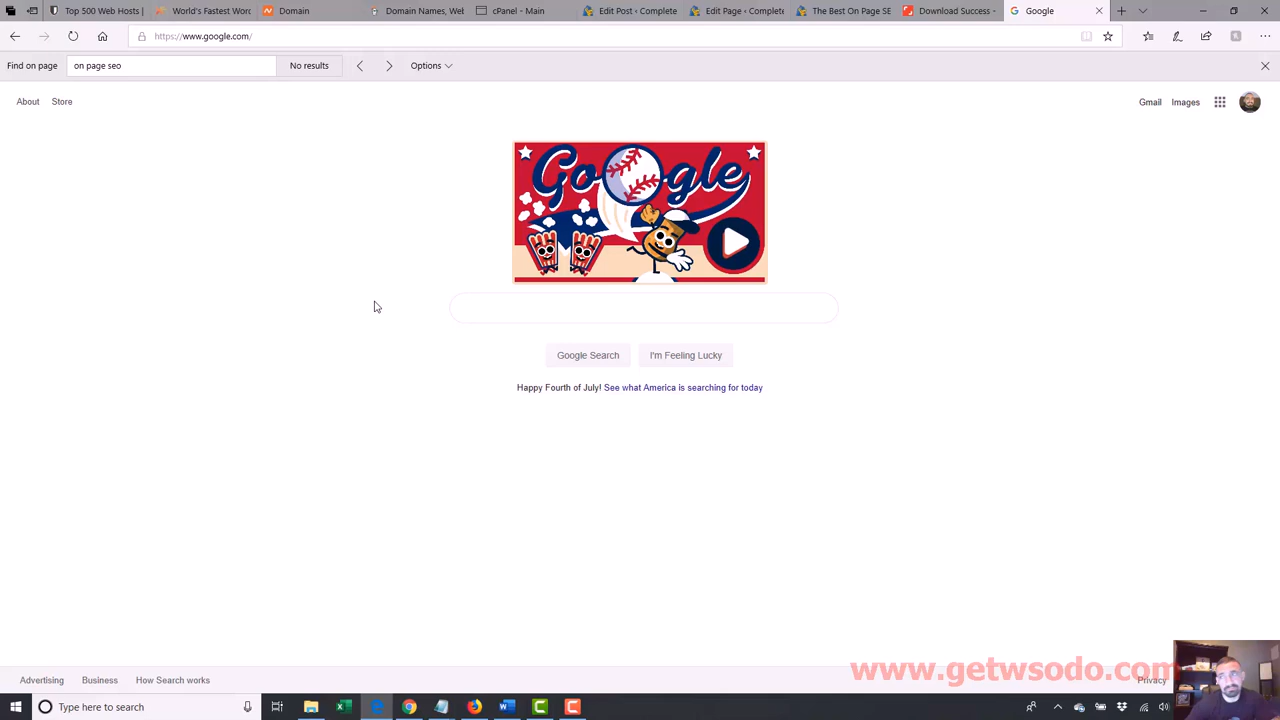 Top 500 Web Hosts |
World's Fastest Worc
Domain
Domain Names, Wel
cPanel - Main
Edit Post ‹ Complete
Edit Page ‹ Complete
The Best On Page SE
Download Success -
Google
https://www.google.com/
Find on page
on page seo
No results
Options
About
Store
Gmail
Images
Google
Google Search
I'm Feeling Lucky
Happy Fourth of July! See what America is searching for today
www.getwsodo.com
Advertising
Business
How Search works
Privacy
Type here to search